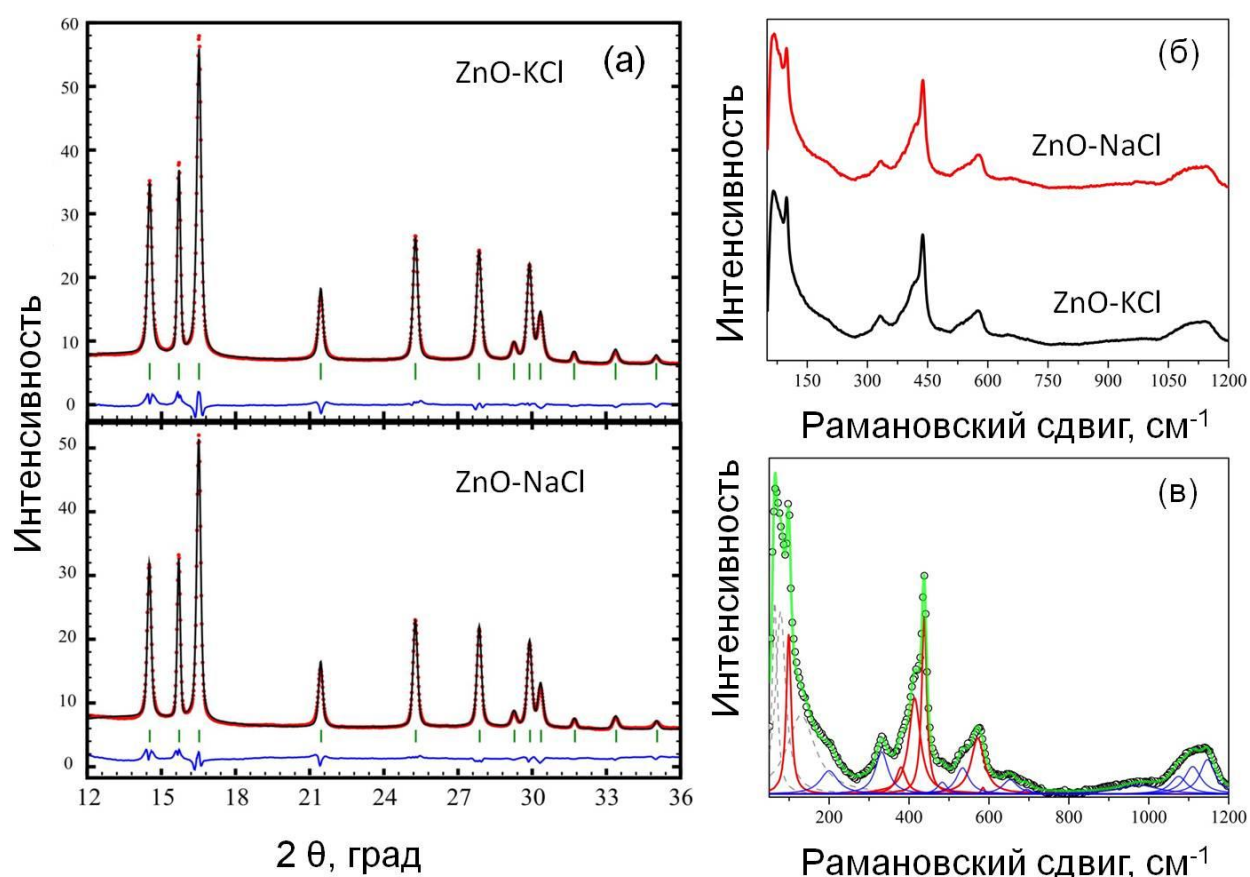 (а)
ZnO-KCl
60
50
40
30
20
10
0
ZnO-NaCl
50
40
30
20
10
0
12 15 18 21 24 27 30 33 36
Интенсивность
2 θ, град
(б)
ZnO-NaCl
ZnO-KCl
Интенсивность
150 300 450 600 750 900 1050 1200
Рамановский сдвиг, см-1
(в)
Интенсивность
200 400 600 800 1000 1200
Рамановский сдвиг, см-1